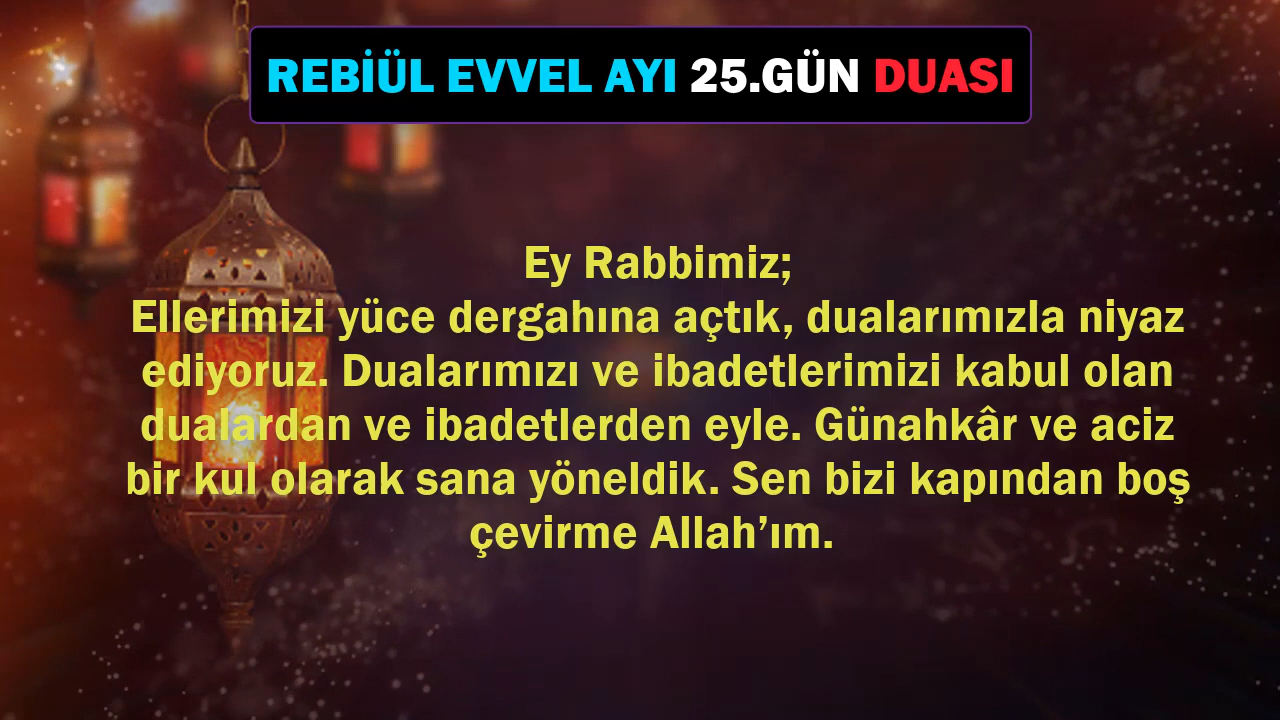 REBİÜL EVVEL AYI 25.GÜN DUASI
Ey Rabbimiz;
Ellerimizi yüce dergahına açtık, dualarımızla niyaz
ediyoruz. Dualarımızı ve ibadetlerimizi kabul olan
dualardan ve ibadetlerden eyle. Günahkâr ve aciz
bir kul olarak sana yöneldik. Sen bizi kapından boş
çevirme Allah’ım.